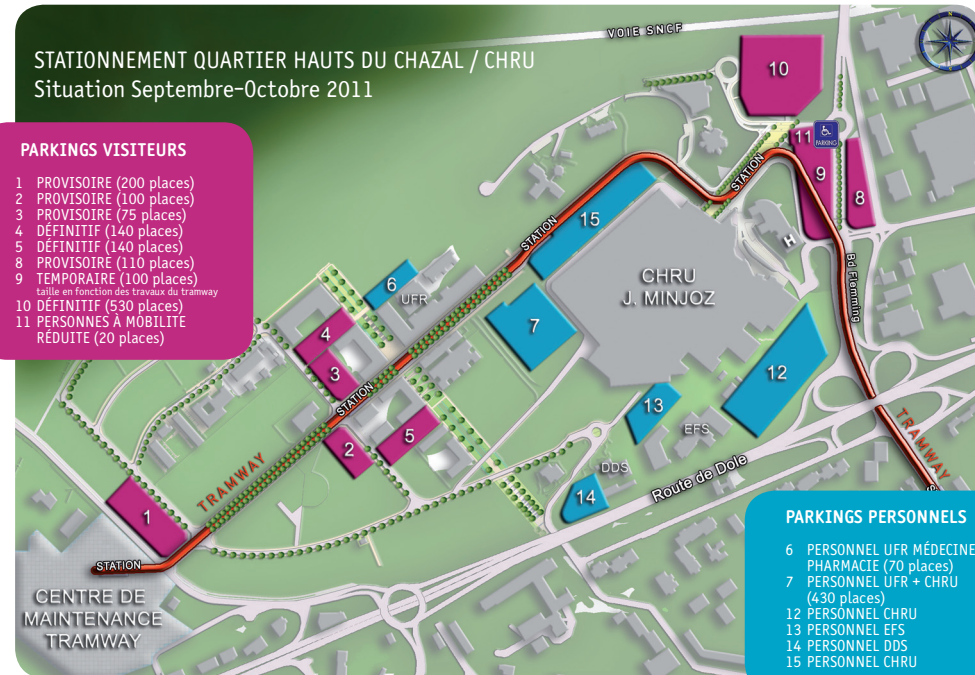 STATIONNEMENT QUARTIER HAUTS DU CHAZAL / CHRU
Situation Septembre-Octobre 2011
PARKINGS VISITEURS
1 PROVISOIRE (200 places)
2 PROVISOIRE (100 places)
3 PROVISOIRE (75 places)
4 DÉFINITIF (140 places)
5 DÉFINITIF (140 places)
8 PROVISOIRE (110 places)
9 TEMPORAIRE (100 places)
taille en fonction des travaux du tramway
10 DÉFINITIF (530 places)
11 PERSONNES À MOBILITE
RÉDUITE (20 places)
VOIE SNCF
10
11
PARKING
9
8
STATION
STATION
15
H
CHRU
J. MINJOZ
Bd Flemming
6
UFR
7
4
3
STATION
12
13
EFS
5
2
DDS
TRAMWAY
TRAMWAY
Route de Dole
14
1
STATION
CENTRE DE
MAINTENANCE
TRAMWAY
PARKINGS PERSONNELS
6 PERSONNEL UFR MÉDECINE
PHARMACIE (70 places)
7 PERSONNEL UFR + CHRU
(430 places)
12 PERSONNEL CHRU
13 PERSONNEL EFS
14 PERSONNEL DDS
15 PERSONNEL CHRU